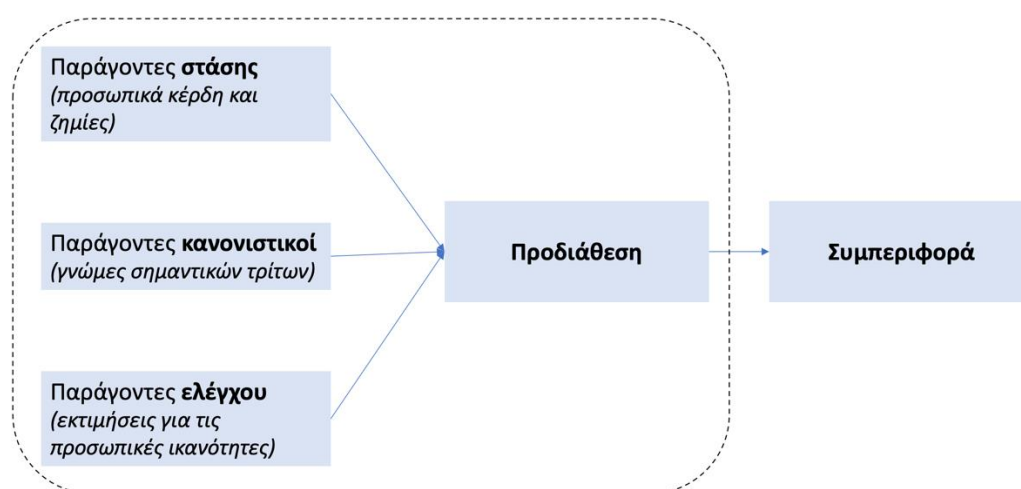 Παράγοντες στάσης
(προσωπικά κέρδη και
ζημίες)
Παράγοντες κανονιστικοί
(γνώμες σημαντικών τρίτων)
Παράγοντες ελέγχου
(εκτιμήσεις για τις
προσωπικές ικανότητες)
Προδιάθεση
Συμπεριφορά